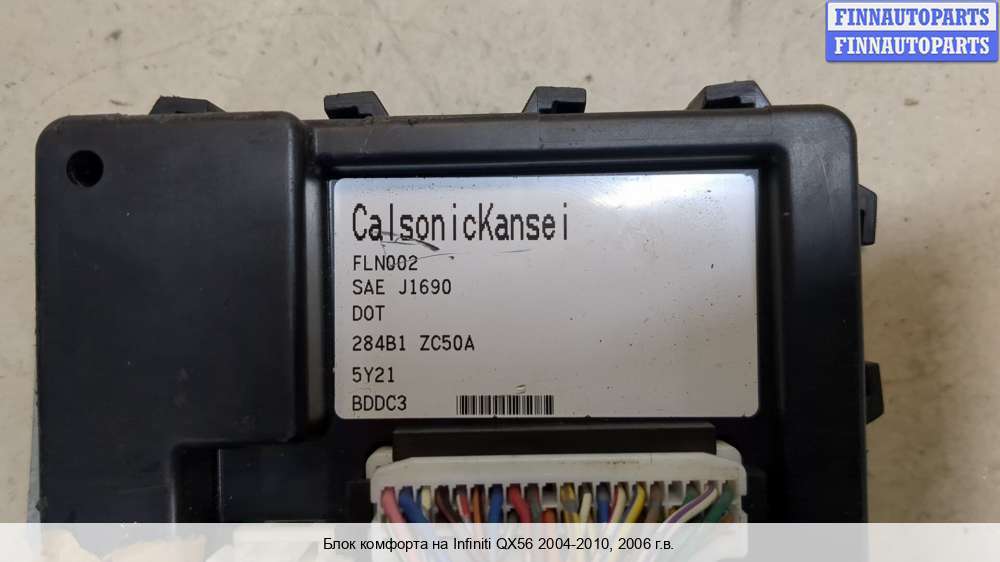 FINNAUTOPARTS
FINNAUTOPARTS
CalsonicKansei
FLN002
SAE J1690
DOT
284B1 ZC50A
5Y21
BDDC3
Блок комфорта на Infiniti QX56 2004-2010, 2006 г.в.